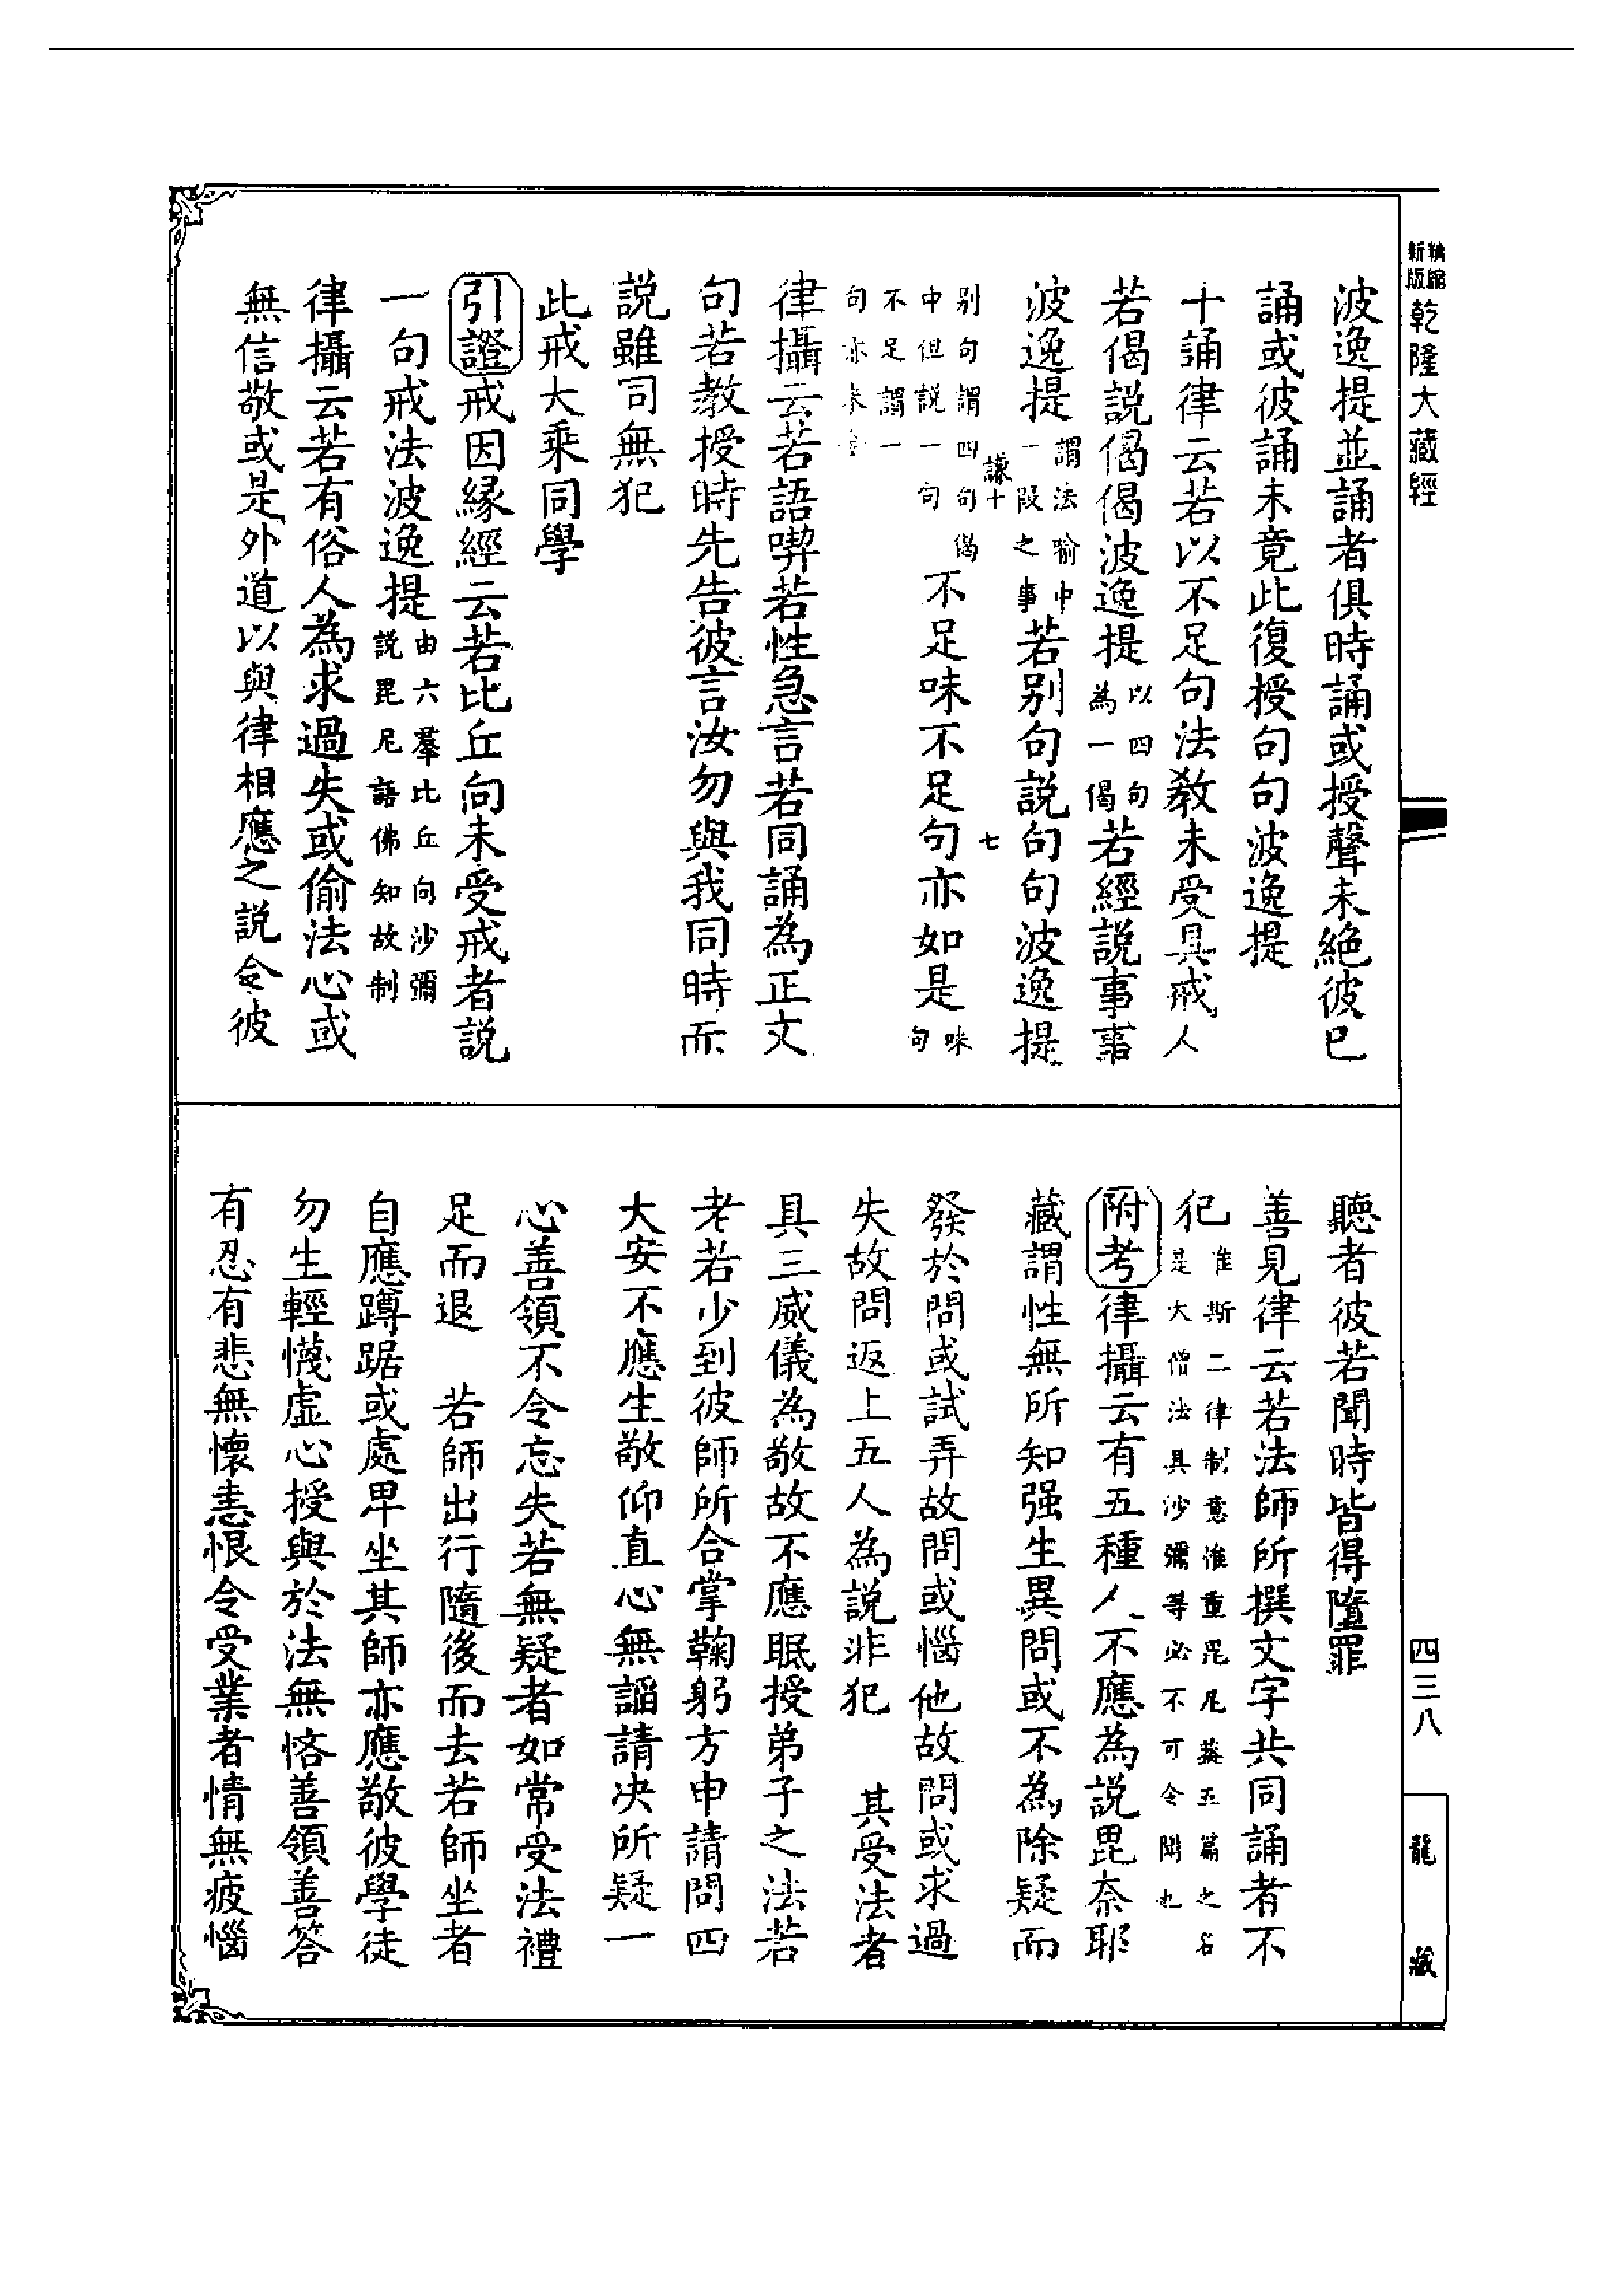 精縮新版乾隆大藏經
波逸提並誦者俱時誦或授聲未絕彼巳
誦或彼誦未竟此復授句句波逸提
十誦律云若以不足句法教未受具戒人
若偈說偈偈波逸提以四句為一偈若經說事事
波逸提謂法喻中一段之事若別句說句句波逸提
謙十 七
別句謂四句偈中但說一句不足味不足句亦如是味句
不足謂一句亦未
律攝云若語喫若性急言若同誦為正文
句若教授時先告彼言汝勿與我同時而
說雖同無犯
此戒大乘同學
引證戒因緣經云若比丘向未受戒者說
一句戒法波逸提由六羣比丘向沙彌說毘尼語佛知故制
律攝云若有俗人為求過失或偷法心或
無信敬或是外道以與律相應之說令彼
聽者彼若聞時皆得墮罪
善見律云若法師所撰文字共同誦者不
犯准斯二律制意惟重毘尼葢五篇之名是大僧法具沙彌等必不可令聞也
附考律攝云有五種人不應為說毘奈耶
藏謂性無所知强生異問或不為除疑而
發於問或試弄故問或惱他故問或求過
失故問返上五人為說非犯 其受法者
具三威儀為敬故不應眠授弟子之法若
老若少到彼師所合掌鞠躬方申請問四
大安不應生敬仰直心無諂請決所疑一
心善領不令忘失若無疑者如常受法禮
足而退 若師出行隨後而去若師坐者
自應蹲踞或處卑坐其師亦應敬彼學徒
勿生輕懱虛心授與於法無悋善領善答
有忍有悲無懷恚恨令受業者情無疲惱
四三八
龍藏